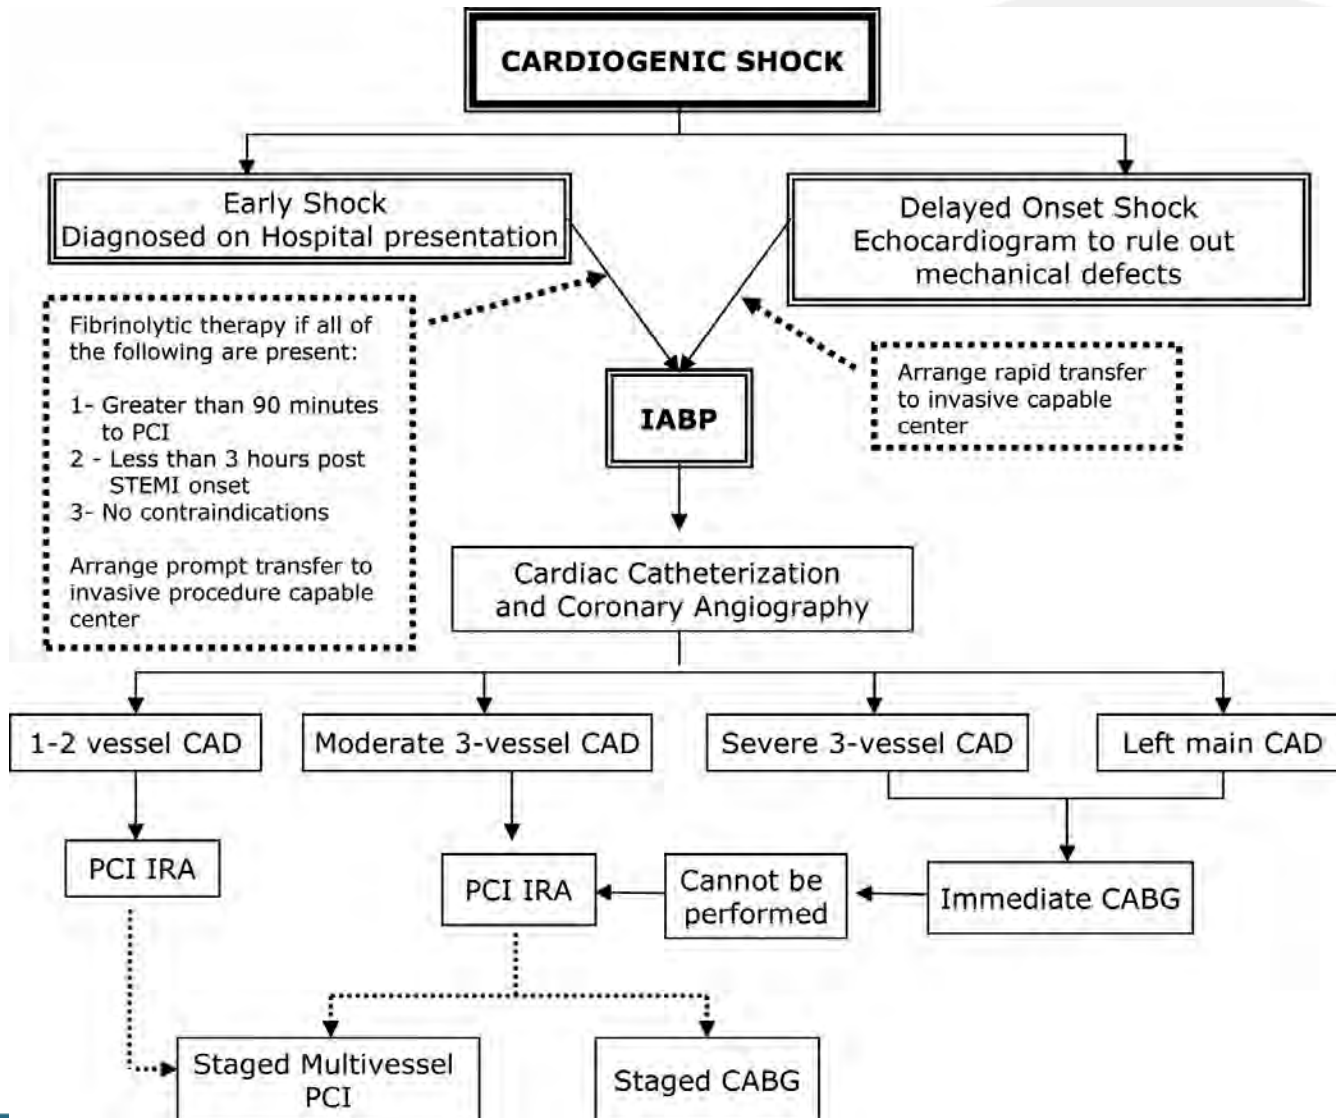 CARDIOGENIC SHOCK
Early Shock
Diagnosed on Hospital presentation
Delayed Onset Shock
Echocardiogram to rule out
mechanical defects
Fibrinolytic therapy if all of
the following are present:
1- Greater than 90 minutes
to PCI
2 - Less than 3 hours post
STEMI onset
3- No contraindications
Arrange prompt transfer to
invasive procedure capable
center
IABP
Arrange rapid transfer
to invasive capable
center
Cardiac Catheterization
and Coronary Angiography
1-2 vessel CAD
Moderate 3-vessel CAD
Severe 3-vessel CAD
Left main CAD
PCI IRA
PCI IRA
Cannot be
performed
Immediate CABG
Staged Multivessel
PCI
Staged CABG